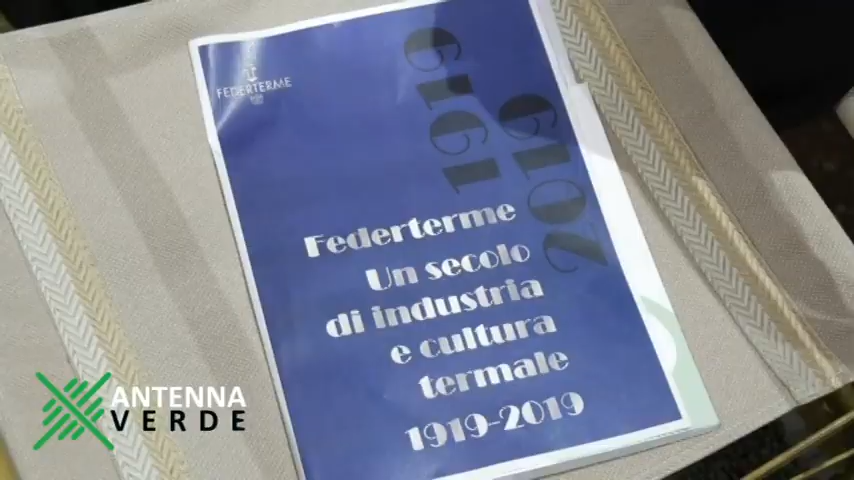 FEDERTERME
1919
2019
Federterme
Un secolo
di industria
e cultura
termale
1919-2019
ANTENNA
VERDE